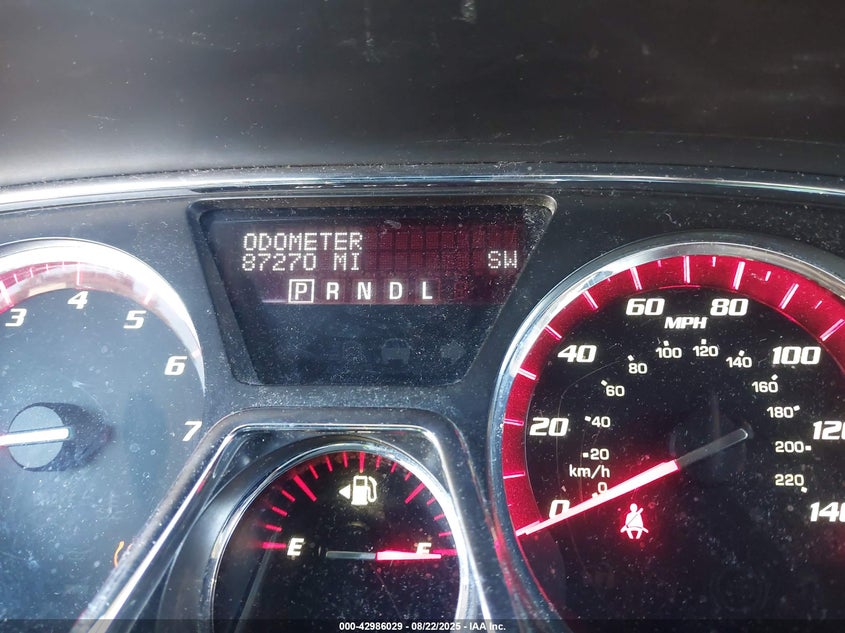 ODOMETER
87270 MI SW
P R N D L
3 4 5 6 7
60 80
MPH
40 100
20 120
0 140
100 120
80 140
60 160
40 180
20 200
km/h
0 220
E F
000-42986029 - 08/22/2025 - IAA Inc.